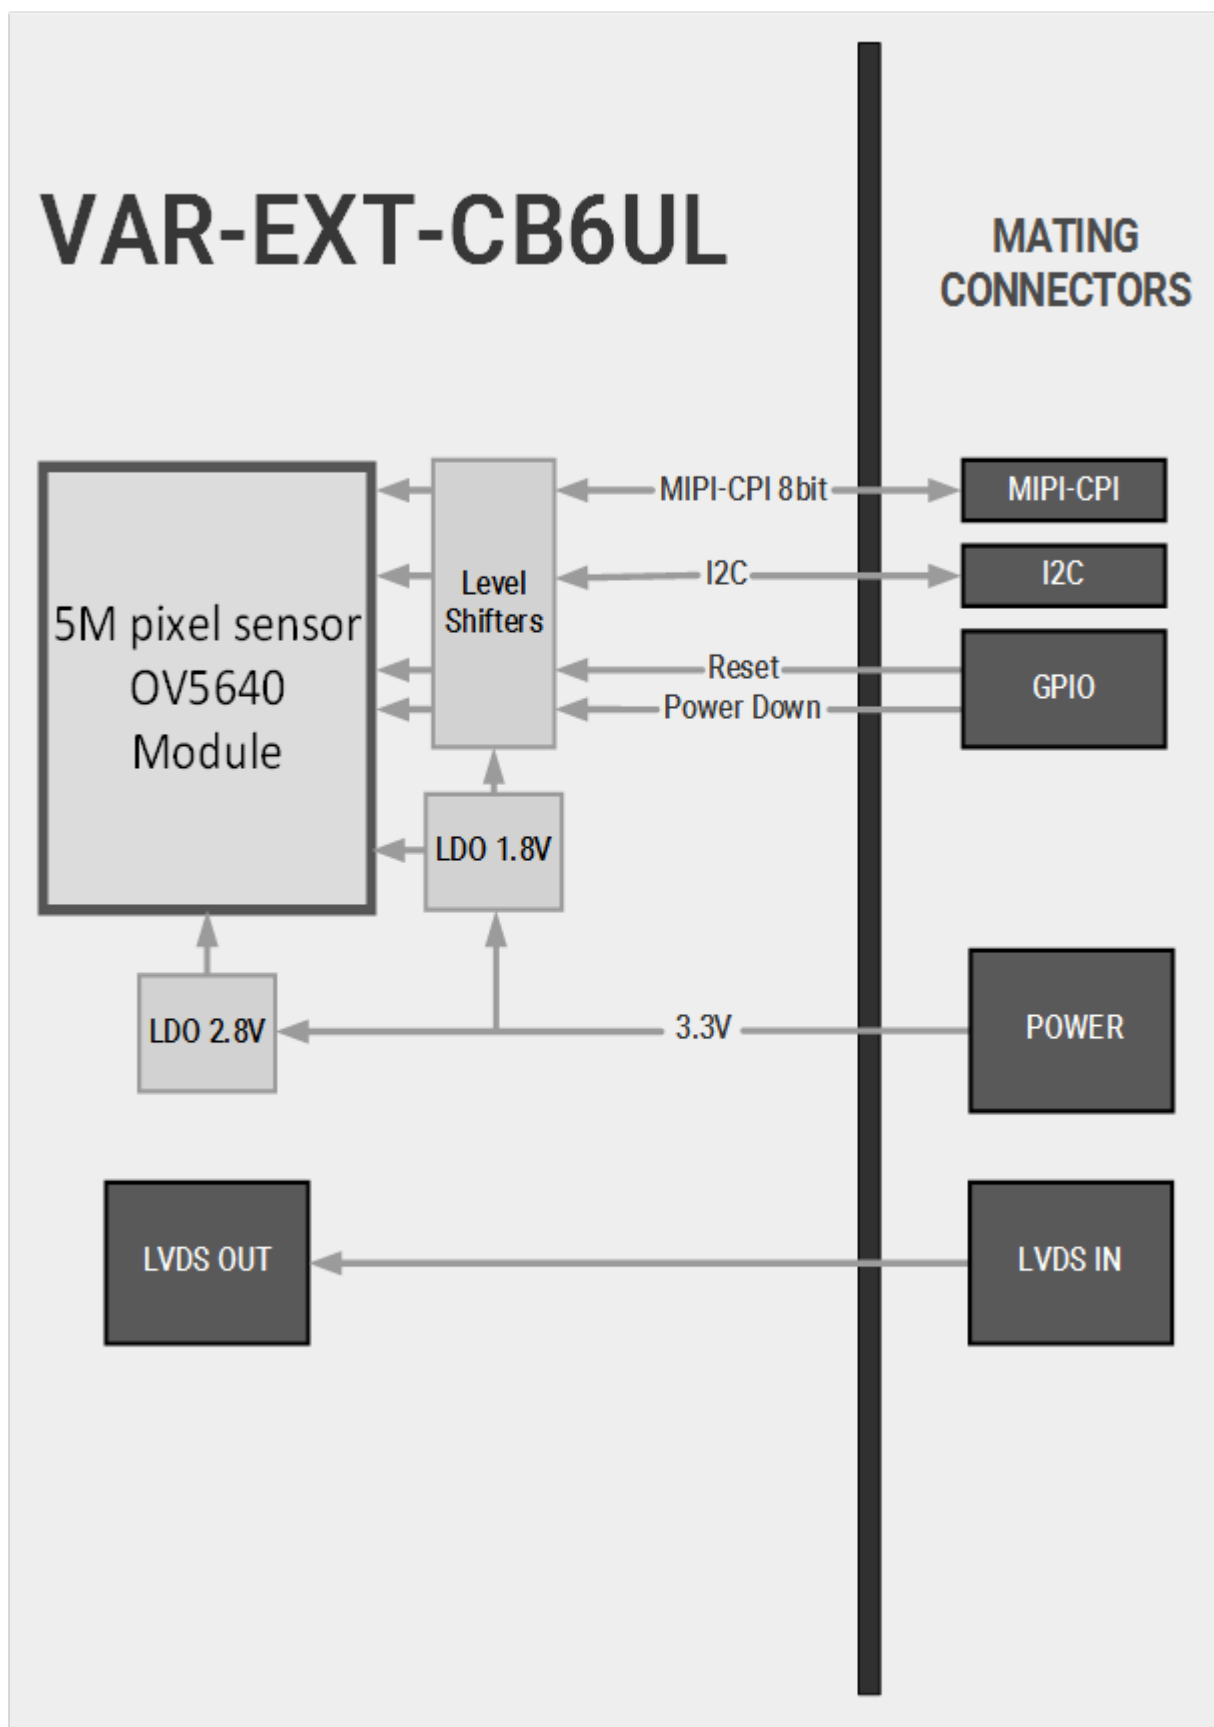 VAR-EXT-CB6UL
MATING
CONNECTORS
5M pixel sensor
OV5640
Module
Level
Shifters
MIPI-CPI 8bit
MIPI-CPI
I2C
I2C
Reset
Power Down
GPIO
LDO 1.8V
LDO 2.8V
3.3V
POWER
LVDS OUT
LVDS IN